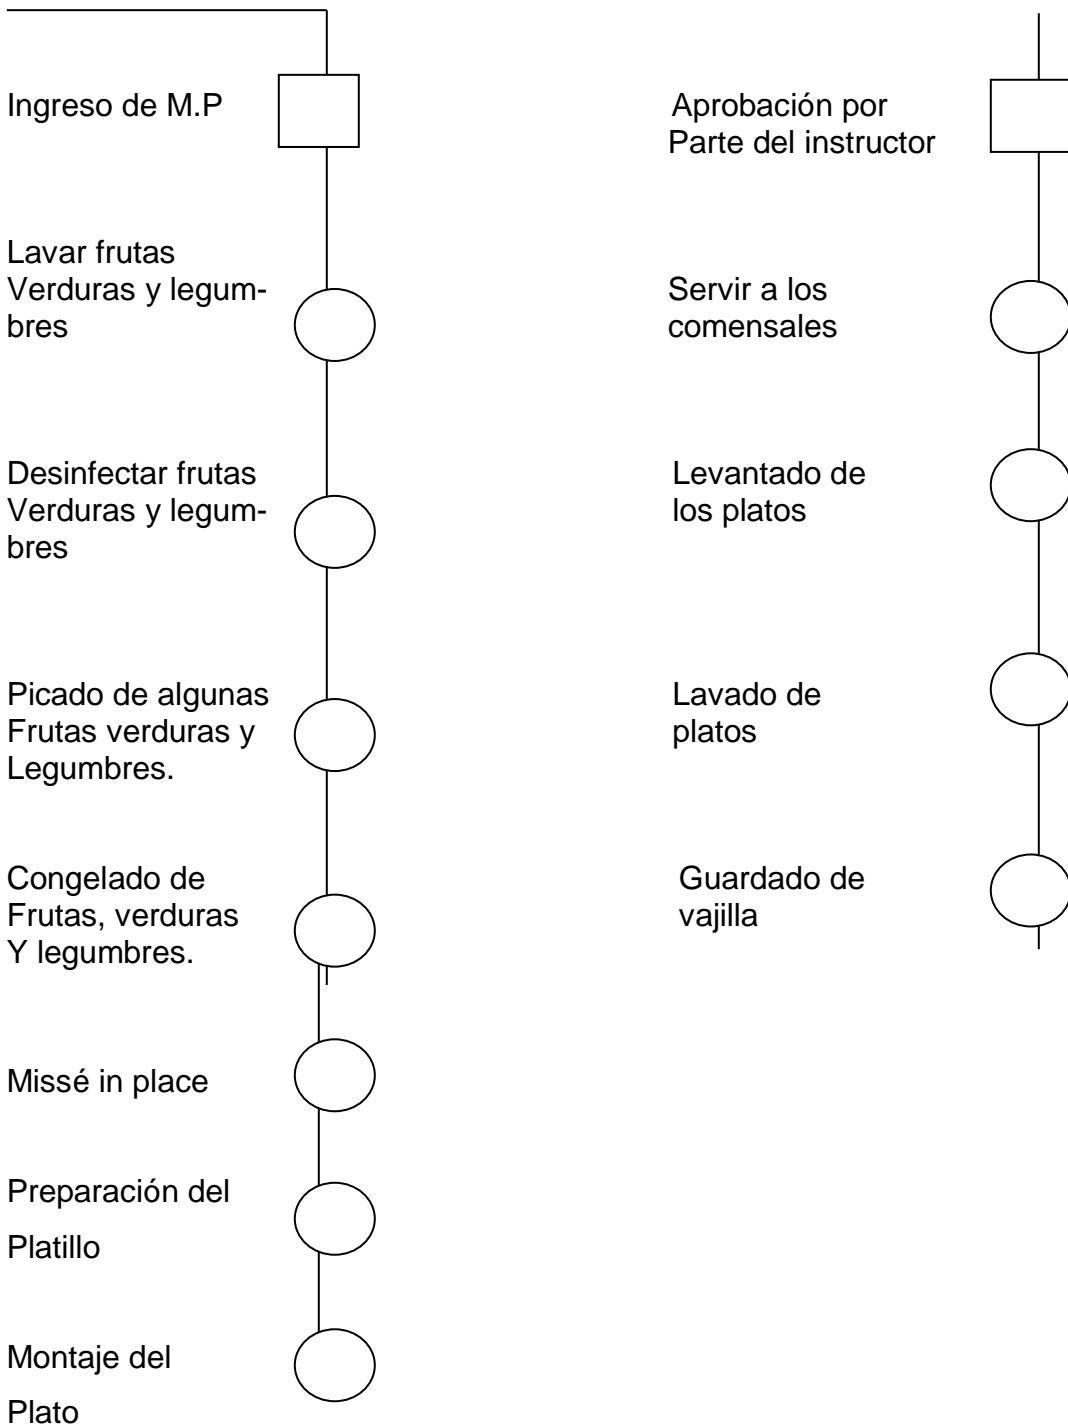 Ingreso de M.P
Lavar frutas
Verduras y legum-
bres
Desinfectar frutas
Verduras y legum-
bres
Picado de algunas
Frutas verduras y
Legumbres.
Congelado de
Frutas, verduras
Y legumbres.
Missé in place
Preparación del
Platillo
Montaje del
Plato
Aprobación por
Parte del instructor
Servir a los
comensales
Levantado de
los platos
Lavado de
platos
Guardado de
vajilla